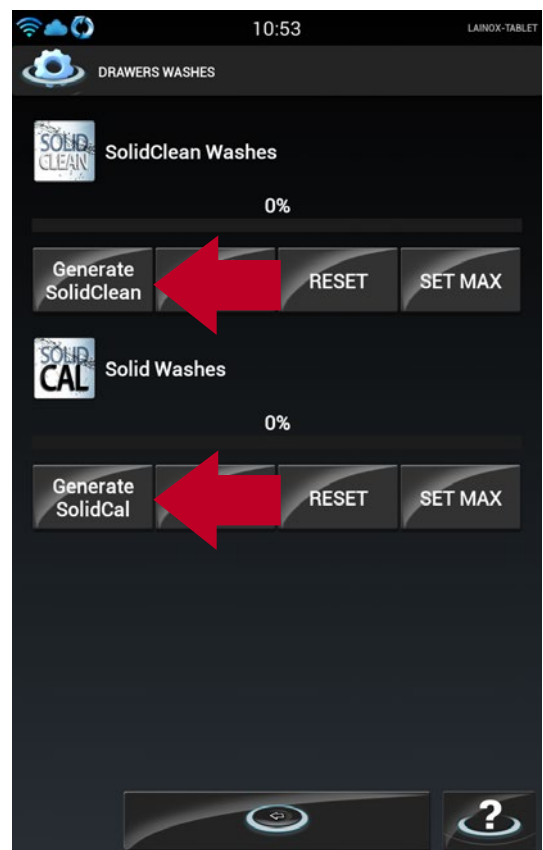 10:53
LAINOX-TABLET
DRAWERS WASHES
SOLID
CLEAN
SolidClean Washes
0%
Generate
SolidClean
RESET
SET MAX
SOLID
CAL
Solid Washes
0%
Generate
SolidCal
RESET
SET MAX
?